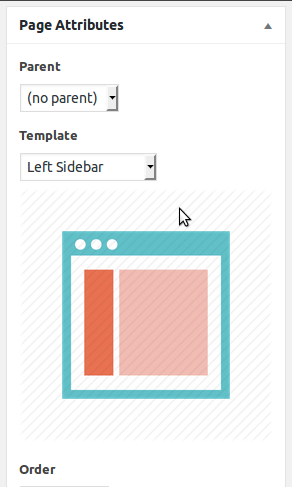 Page Attributes
Parent
(no parent)
Template
Left Sidebar
Order